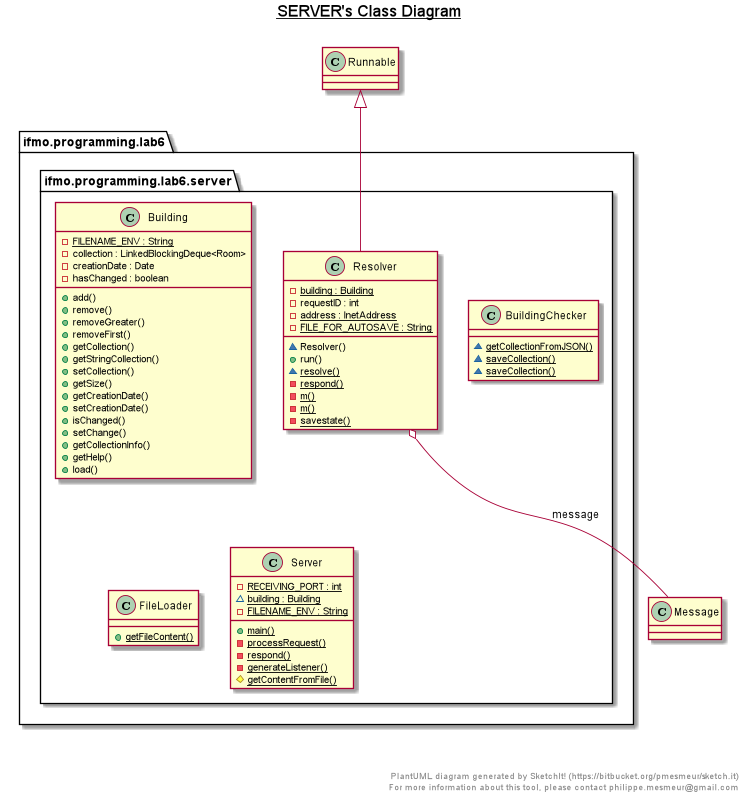 SERVER's Class Diagram
C Runnable
ifmo.programming.lab6
ifmo.programming.lab6.server
C Building
FILENAME_ENV : String
collection : LinkedBlockingDeque<Room>
creationDate : Date
hasChanged : boolean
add()
remove()
removeGreater()
removeFirst()
getCollection()
getStringCollection()
setCollection()
getSize()
getCreationDate()
setCreationDate()
isChanged()
setChange()
getCollectionInfo()
getHelp()
load()
C Resolver
building : Building
requestID : int
address : InetAddress
FILE_FOR_AUTOSAVE : String
Resolver()
run()
resolve()
respond()
m()
m()
savestate()
C BuildingChecker
getCollectionFromJSON()
saveCollection()
saveCollection()
message
C FileLoader
getFileContent()
C Server
RECEIVING_PORT : int
building : Building
FILENAME_ENV : String
main()
processRequest()
respond()
generateListener()
getContentFromFile()
C Message
PlantUML diagram generated by SketchIt! (https://bitbucket.org/pmesmeur/sketch.it)
For more information about this tool, please contact philippe.mesmeur@gmail.com